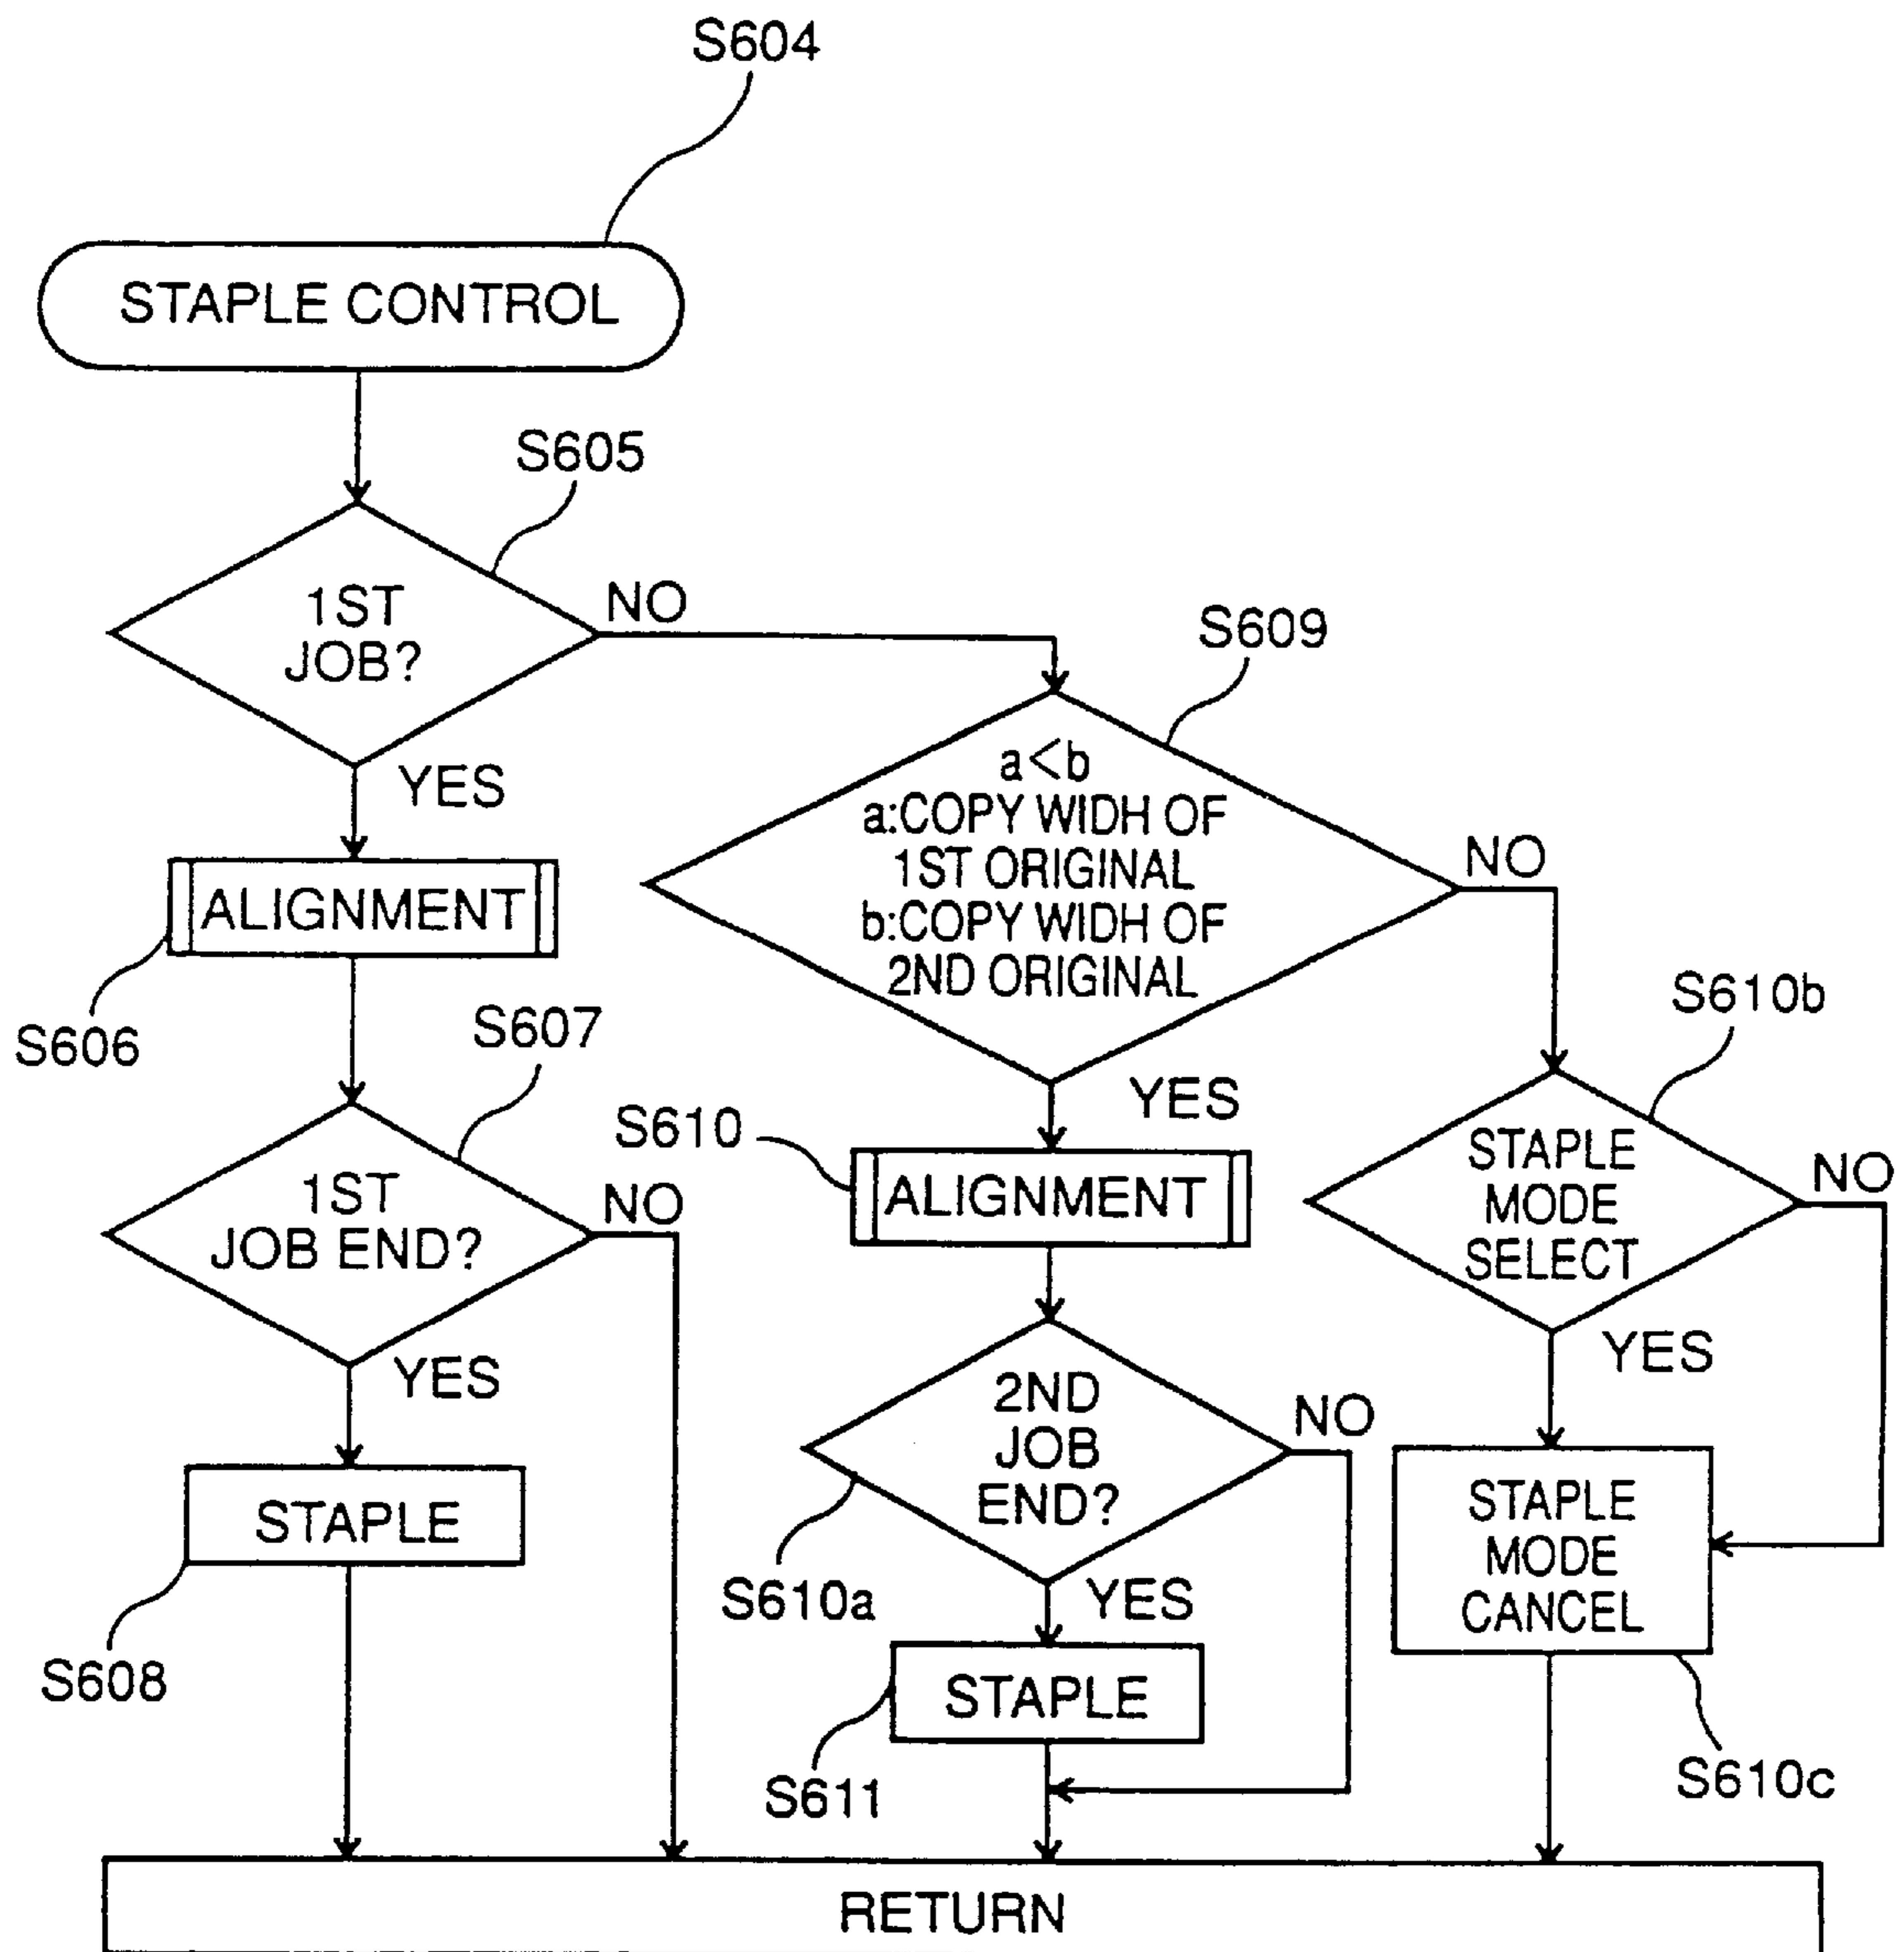 S604
STAPLE CONTROL
S605
1ST
JOB?
NO
YES
S609
a<b
a:COPY WIDH OF
1ST ORIGINAL
b:COPY WIDH OF
2ND ORIGINAL
NO
YES
ALIGNMENT
S606
S607
1ST
JOB END?
NO
YES
STAPLE
S608
S610
ALIGNMENT
2ND
JOB
END?
NO
S610a
YES
STAPLE
S611
S610b
STAPLE
MODE
SELECT
NO
YES
STAPLE
MODE
CANCEL
S610c
RETURN